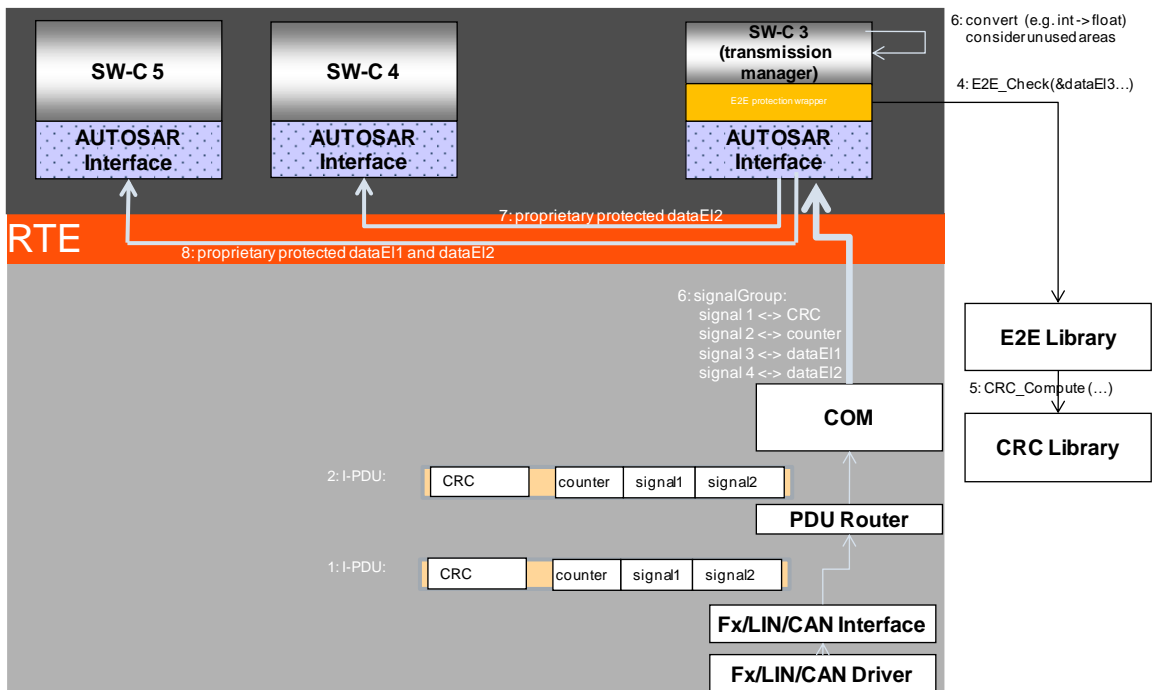 SW-C 5
AUTOSAR
Interface
SW-C 4
AUTOSAR
Interface
SW-C 3
(transmission
manager)
E2E protection wrapper
AUTOSAR
Interface
6: convert (e.g. int->float)
consider unused areas
4: E2E_Check(&dataEl3...)
7: proprietary protected dataEl2
RTE
8: proprietary protected dataEl1 and dataEl2
6: signalGroup:
signal 1 <-> CRC
signal 2 <-> counter
signal 3 <-> dataEl1
signal 4 <-> dataEl2
E2E Library
5: CRC_Compute (...)
CRC Library
COM
2: I-PDU:
CRC
counter
signal1
signal2
PDU Router
1: I-PDU:
CRC
counter
signal1
signal2
Fx/LIN/CAN Interface
Fx/LIN/CAN Driver